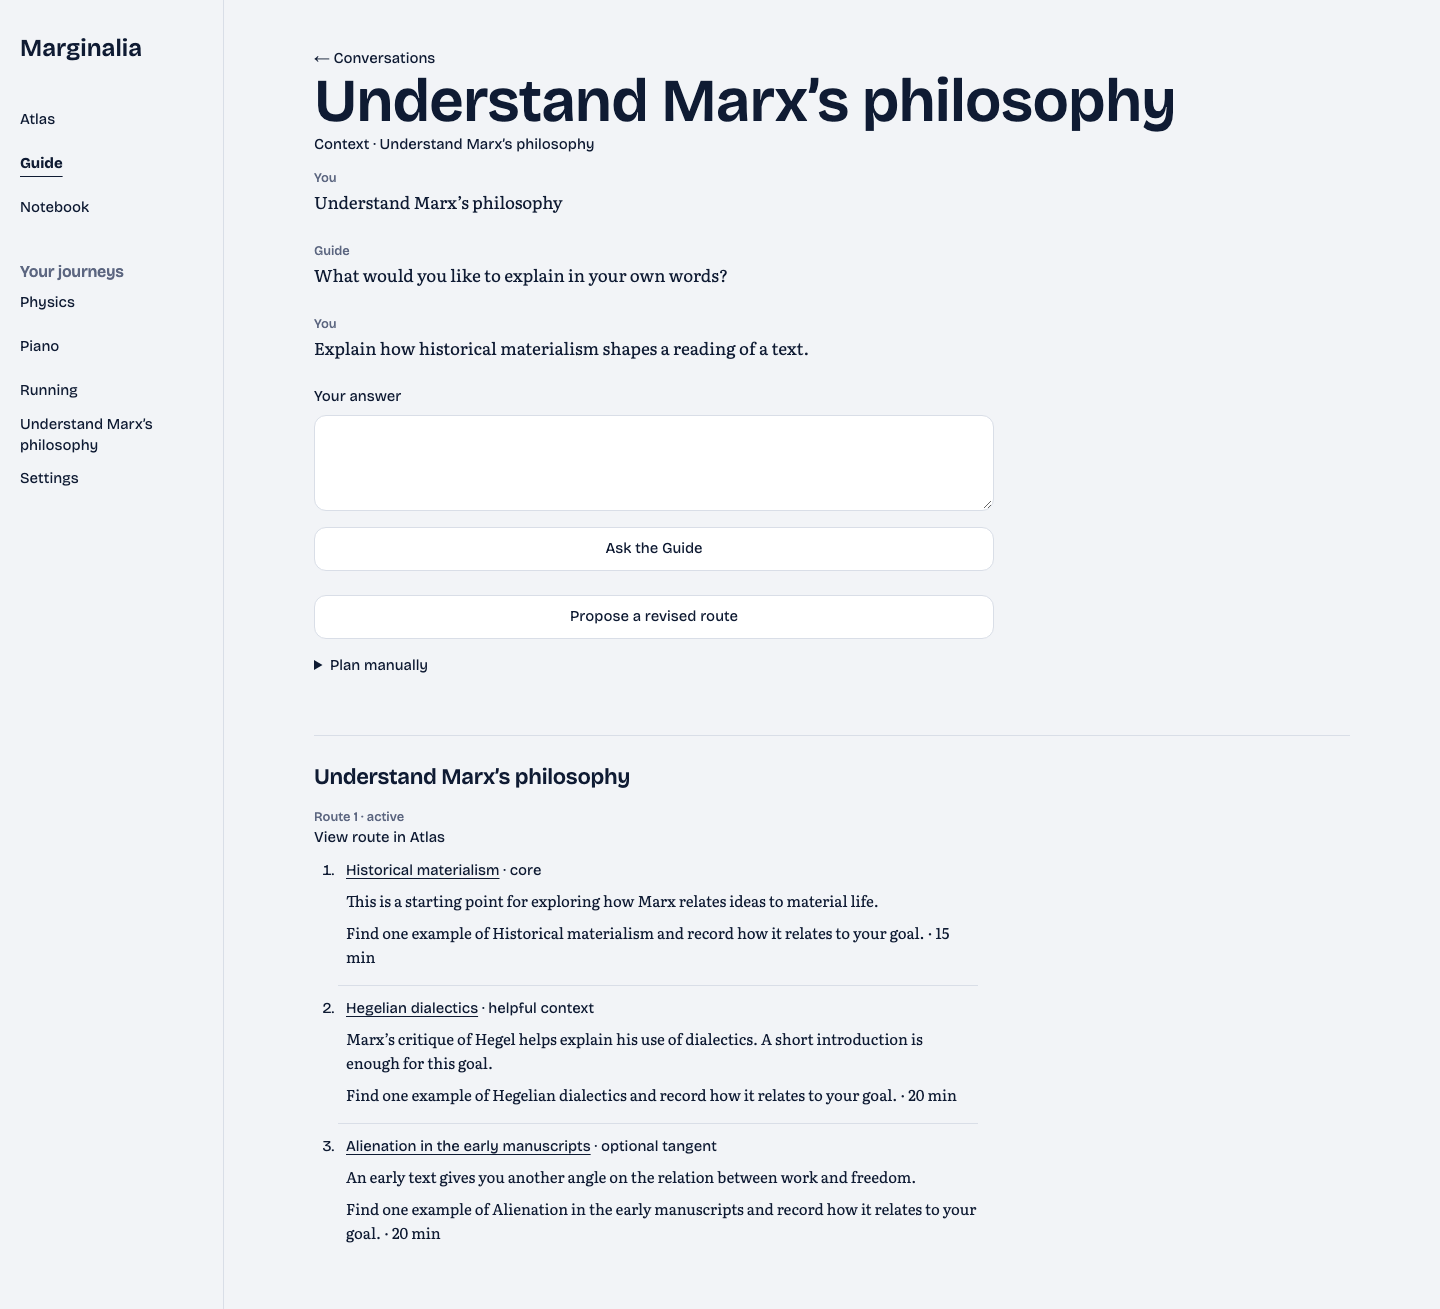 Marginalia
Atlas
Guide
Notebook
Your journeys
Physics
Piano
Running
Understand Marx’s
philosophy
Settings
← Conversations
Understand Marx’s philosophy
Context · Understand Marx’s philosophy
You
Understand Marx’s philosophy
Guide
What would you like to explain in your own words?
You
Explain how historical materialism shapes a reading of a text.
Your answer
Ask the Guide
Propose a revised route
▶ Plan manually
Understand Marx’s philosophy
Route 1 · active
View route in Atlas
1. Historical materialism · core
This is a starting point for exploring how Marx relates ideas to material life.
Find one example of Historical materialism and record how it relates to your goal. · 15
min
2. Hegelian dialectics · helpful context
Marx’s critique of Hegel helps explain his use of dialectics. A short introduction is
enough for this goal.
Find one example of Hegelian dialectics and record how it relates to your goal. · 20 min
3. Alienation in the early manuscripts · optional tangent
An early text gives you another angle on the relation between work and freedom.
Find one example of Alienation in the early manuscripts and record how it relates to your
goal. · 20 min